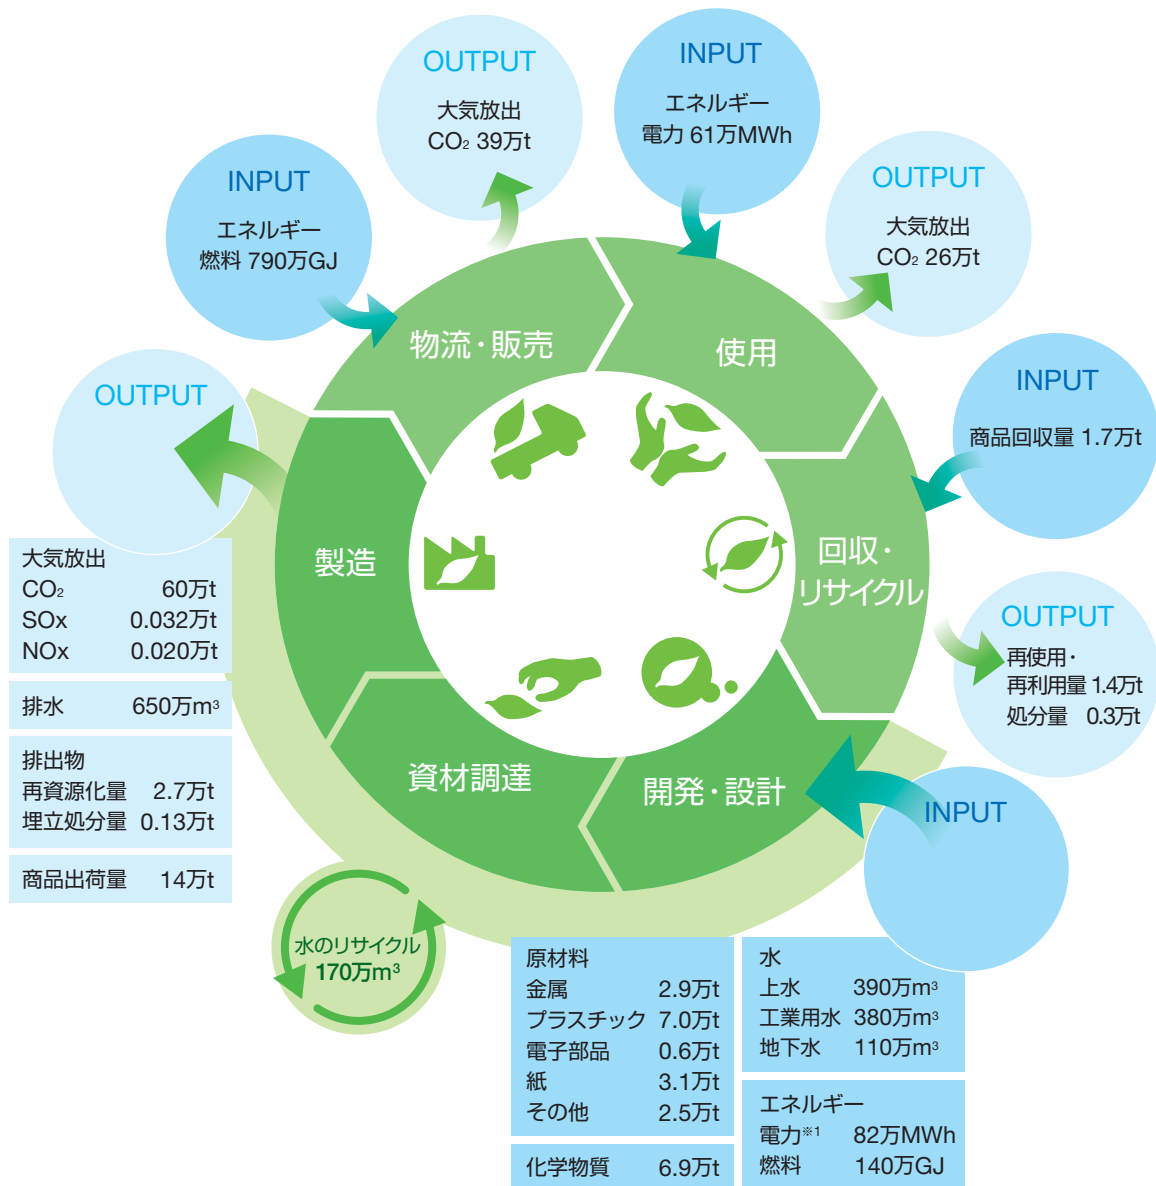 OUTPUT
大気放出
CO₂ 39万t
INPUT
エネルギー
電力 61万MWh
INPUT
エネルギー
燃料 790万GJ
OUTPUT
大気放出
CO₂ 26万t
物流・販売
使用
OUTPUT
INPUT
商品回収量 1.7万t
製造
回収・
リサイクル
大気放出
CO₂ 60万t
SOx 0.032万t
NOx 0.020万t
排水 650万m³
排出物
再資源化量 2.7万t
埋立処分量 0.13万t
商品出荷量 14万t
OUTPUT
再使用・
再利用量 1.4万t
処分量 0.3万t
資材調達
開発・設計
INPUT
水のリサイクル
170万m³
原材料
金属 2.9万t
プラスチック 7.0万t
電子部品 0.6万t
紙 3.1万t
その他 2.5万t
化学物質 6.9万t
水
上水 390万m³
工業用水 380万m³
地下水 110万m³
エネルギー
電力※1 82万MWh
燃料 140万GJ